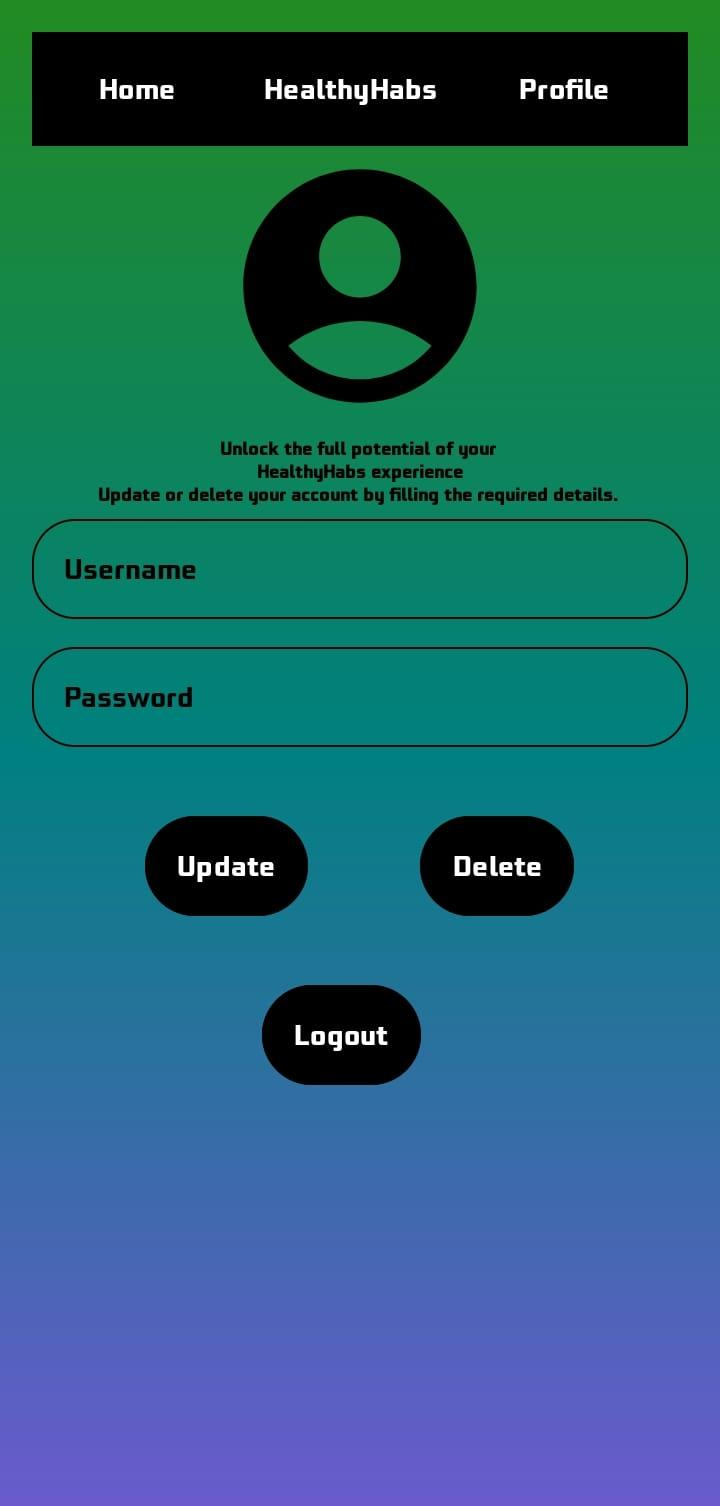 Home HealthyHabs Profile
Unlock the full potential of your
HealthyHabs experience
Update or delete your account by filling the required details.
Username
Password
Update Delete
Logout